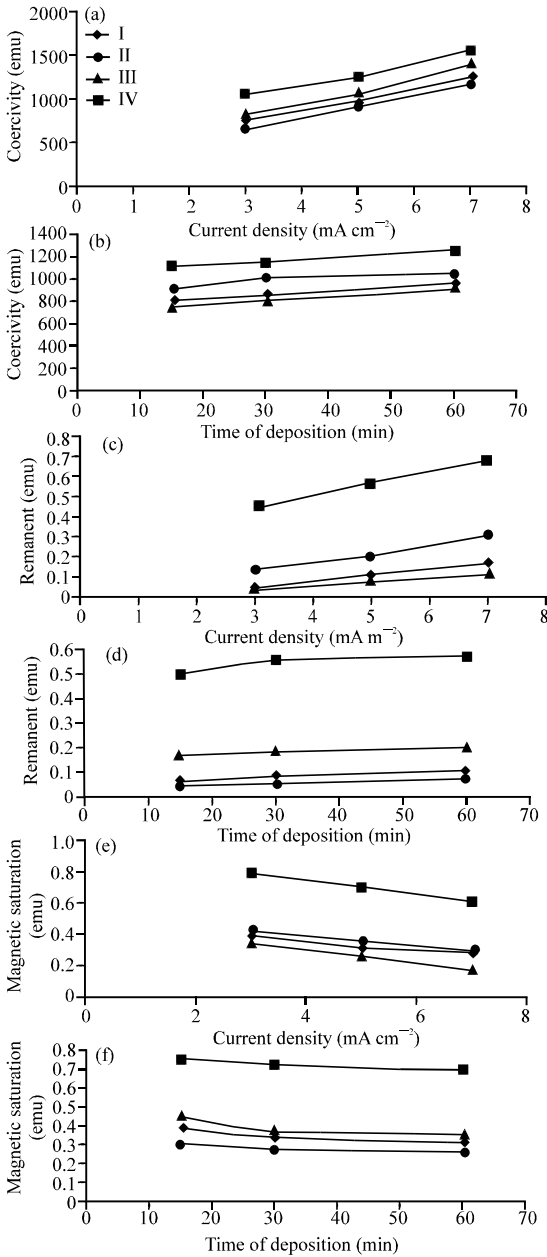 (a)
I
II
III
IV
Coercivity (emu)
2000
1500
1000
500
0
0 1 2 3 4 5 6 7 8
Current density (mA cm−2)
(b)
Coercivity (emu)
1400
1200
1000
800
600
400
200
0
0 10 20 30 40 50 60 70
Time of deposition (min)
(c)
Remanent (emu)
0.8
0.7
0.6
0.5
0.4
0.3
0.2
0.1
0
0 1 2 3 4 5 6 7 8
Current density (mA m−2)
(d)
Remanent (emu)
0.6
0.5
0.4
0.3
0.2
0.1
0
0 10 20 30 40 50 60 70
Time of deposition (min)
(e)
Magnetic saturation
(emu)
1.0
0.8
0.6
0.4
0.2
0
0 2 4 6 8
Current density (mA cm−2)
(f)
Magnetic saturation
(emu)
0.8
0.7
0.6
0.5
0.4
0.3
0.2
0.1
0
0 10 20 30 40 50 60 70
Time of deposition (min)